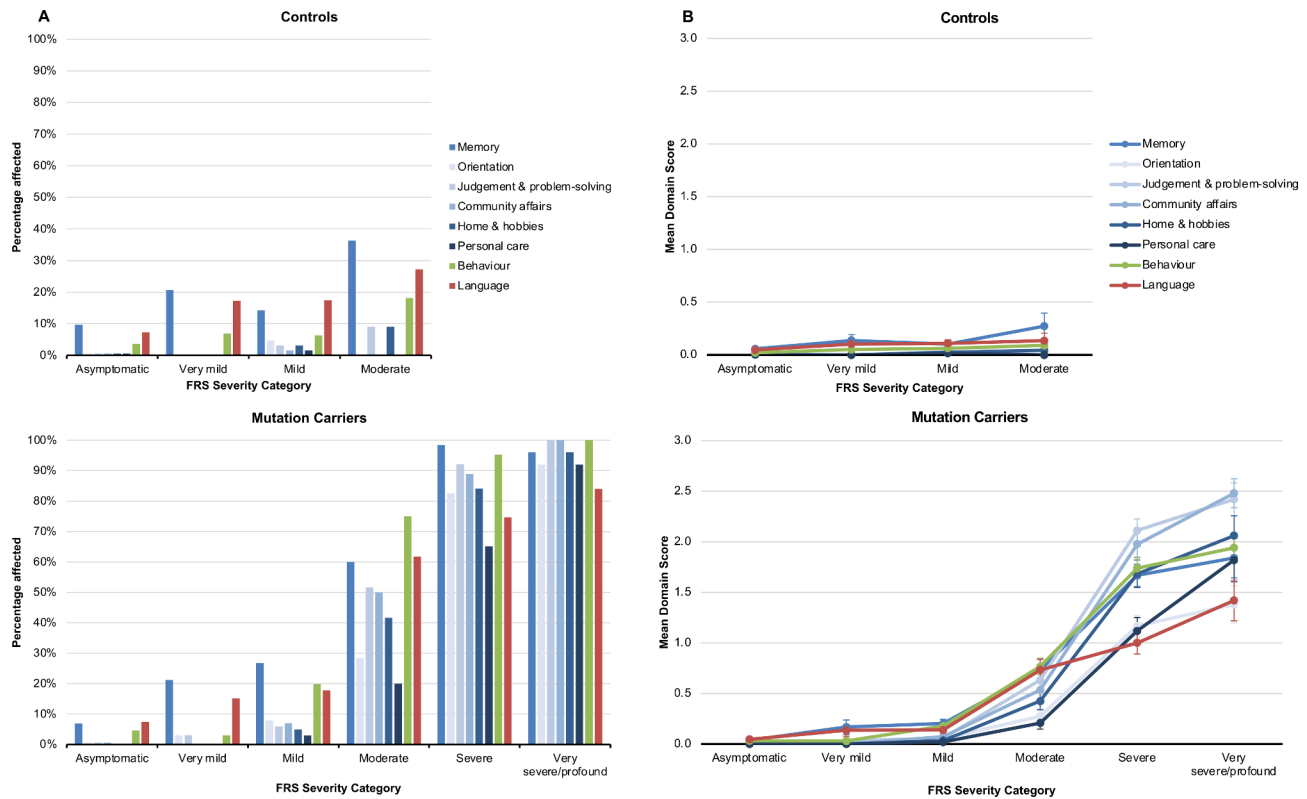 A
Controls
100%
90%
80%
70%
60%
50%
40%
30%
20%
10%
0%
Percentage affected
Asymptomatic
Very mild
Mild
Moderate
FRS Severity Category
Memory
Orientation
Judgement & problem-solving
Community affairs
Home & hobbies
Personal care
Behaviour
Language
B
Controls
3.0
2.5
2.0
1.5
1.0
0.5
0.0
Mean Domain Score
Asymptomatic
Very mild
Mild
Moderate
FRS Severity Category
Memory
Orientation
Judgement & problem-solving
Community affairs
Home & hobbies
Personal care
Behaviour
Language
Mutation Carriers
100%
90%
80%
70%
60%
50%
40%
30%
20%
10%
0%
Percentage affected
Asymptomatic
Very mild
Mild
Moderate
Severe
Very
severe/profound
FRS Severity Category
Mutation Carriers
3.0
2.5
2.0
1.5
1.0
0.5
0.0
Mean Domain Score
Asymptomatic
Very mild
Mild
Moderate
Severe
Very
severe/profound
FRS Severity Category